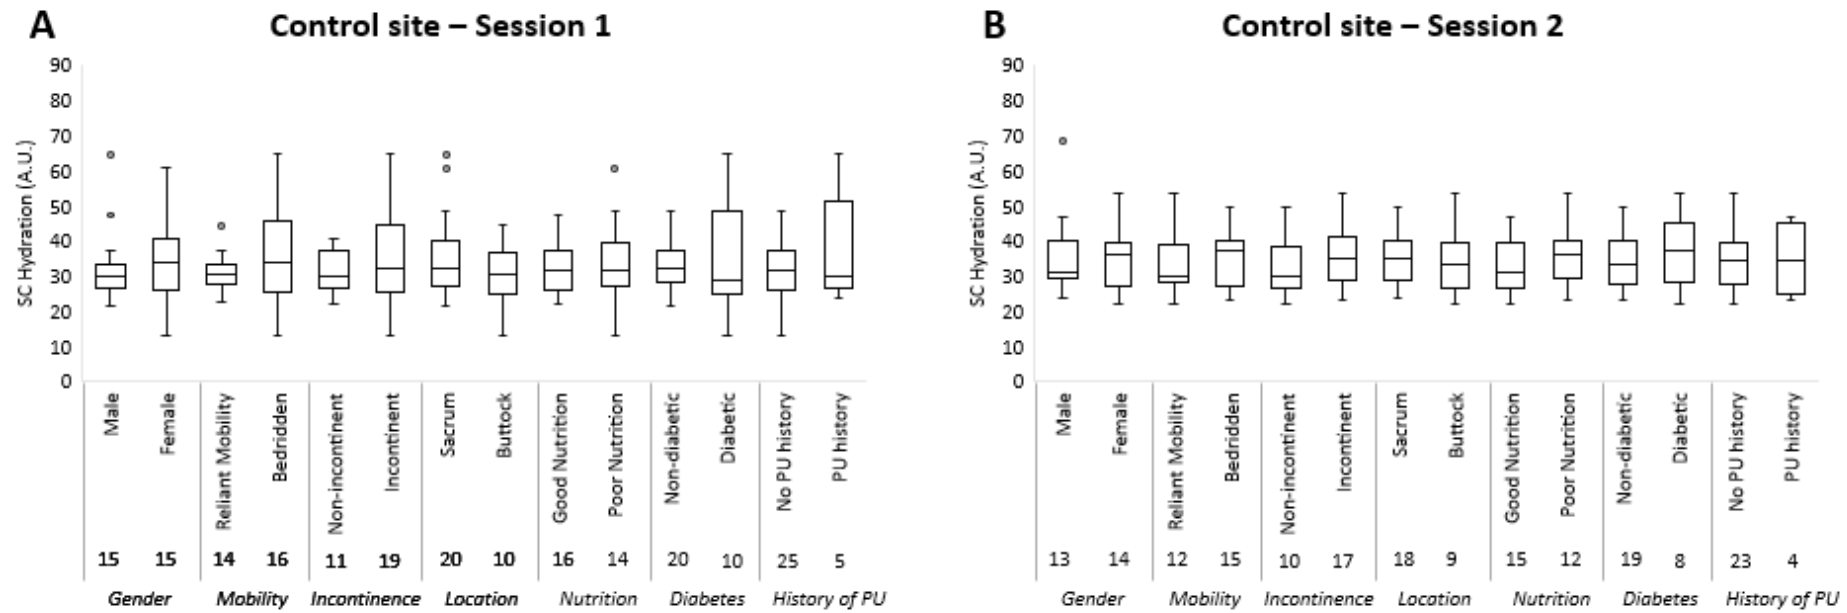 A
Control site – Session 1
90
80
70
60
50
40
30
20
10
0
SC Hydration (A.U.)
Male
Female
Reliant Mobility
Bedridden
Non-incontinent
Incontinent
Sacrum
Buttock
Good Nutrition
Poor Nutrition
Non-diabetic
Diabetic
No PU history
PU history
15 15 14 16 11 19 20 10 16 14 20 10 25 5
Gender Mobility Incontinence Location Nutrition Diabetes History of PU
B
Control site – Session 2
90
80
70
60
50
40
30
20
10
0
SC Hydration (A.U.)
Male
Female
Reliant Mobility
Bedridden
Non-incontinent
Incontinent
Sacrum
Buttock
Good Nutrition
Poor Nutrition
Non-diabetic
Diabetic
No PU history
PU history
13 14 12 15 10 17 18 9 15 12 19 8 23 4
Gender Mobility Incontinence Location Nutrition Diabetes History of PU